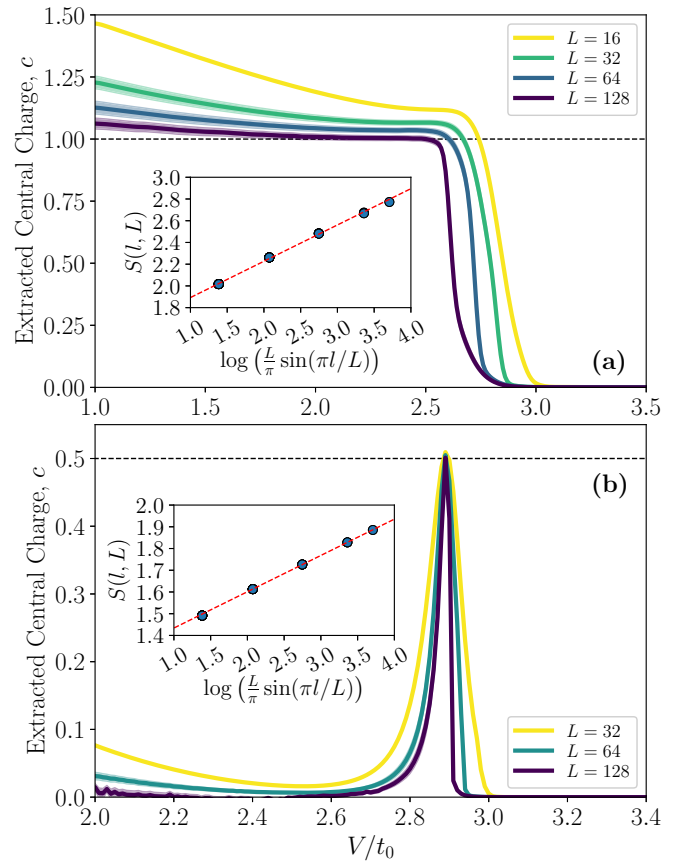 1.50
1.25
1.00
0.75
0.50
0.25
0.00
Extracted Central Charge, c
L = 16
L = 32
L = 64
L = 128
3.0
2.8
2.6
2.4
2.2
2.0
1.8
S(l, L)
1.0 1.5 2.0 2.5 3.0 3.5 4.0
log (L/π sin(πl/L))
(a)
1.0 1.5 2.0 2.5 3.0 3.5
0.5
0.4
0.3
0.2
0.1
0.0
Extracted Central Charge, c
(b)
2.0
1.9
1.8
1.7
1.6
1.5
1.4
S(l, L)
1.0 1.5 2.0 2.5 3.0 3.5 4.0
log (L/π sin(πl/L))
L = 32
L = 64
L = 128
2.0 2.2 2.4 2.6 2.8 3.0 3.2 3.4
V/t₀